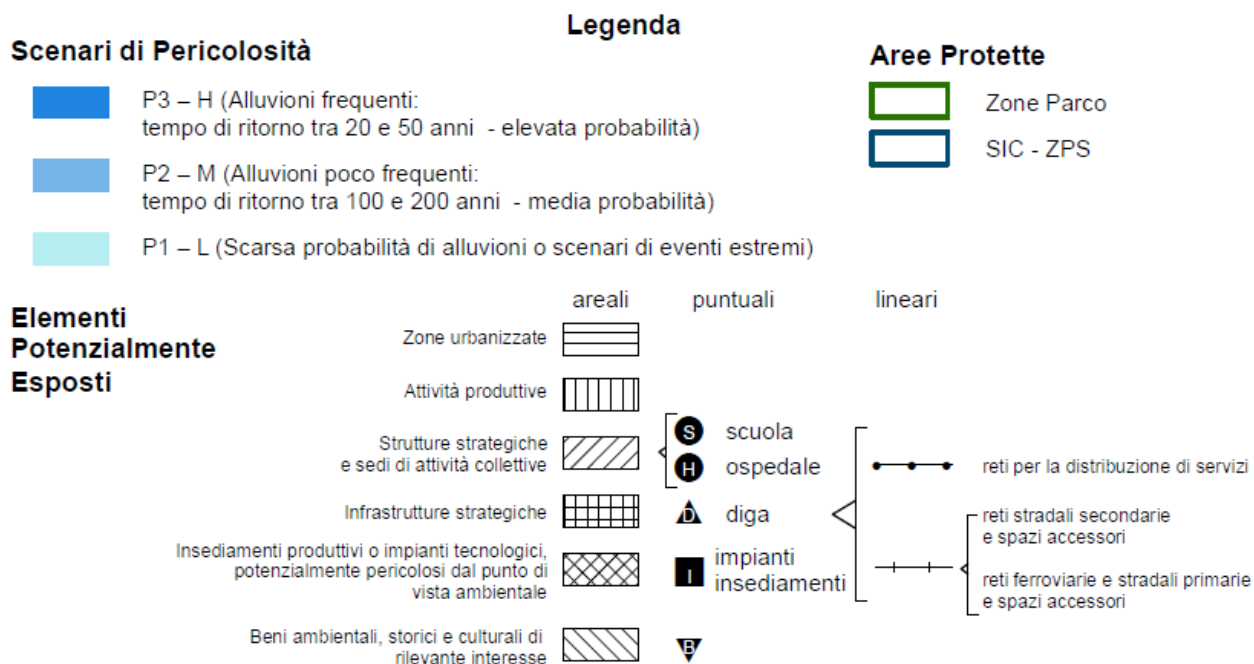 Legenda
Scenari di Pericolosità
P3 – H (Alluvioni frequenti:
tempo di ritorno tra 20 e 50 anni - elevata probabilità)
P2 – M (Alluvioni poco frequenti:
tempo di ritorno tra 100 e 200 anni - media probabilità)
P1 – L (Scarsa probabilità di alluvioni o scenari di eventi estremi)
Aree Protette
Zone Parco
SIC - ZPS
Elementi
Potenzialmente
Esposti
areali
puntuali
lineari
Zone urbanizzate
Attività produttive
Strutture strategiche
e sedi di attività collettive
S scuola
H ospedale
reti per la distribuzione di servizi
Infrastrutture strategiche
D diga
reti stradali secondarie
e spazi accessori
Insediamenti produttivi o impianti tecnologici,
potenzialmente pericolosi dal punto di
vista ambientale
I impianti
insediamenti
reti ferroviarie e stradali primarie
e spazi accessori
Beni ambientali, storici e culturali di
rilevante interesse
B